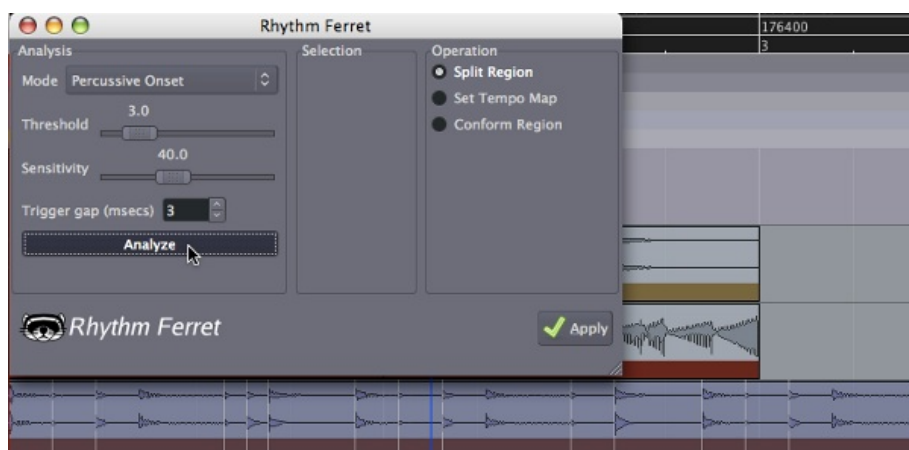 Rhythm Ferret
176400
3
Analysis
Selection
Operation
Mode Percussive Onset
Split Region
3.0
Set Tempo Map
Threshold
Conform Region
40.0
Sensitivity
Trigger gap (msecs) 3
Analyze
Rhythm Ferret
Apply